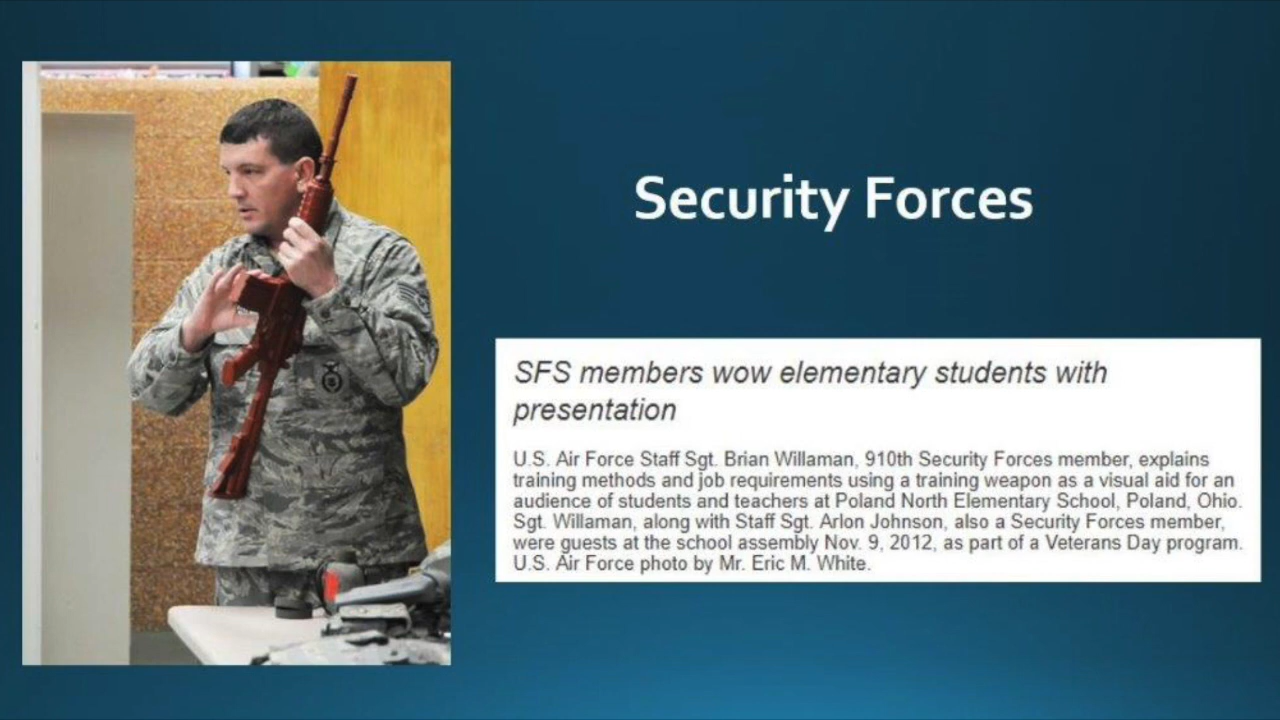 Security Forces
SFS members wow elementary students with
presentation
U.S. Air Force Staff Sgt. Brian Willaman, 910th Security Forces member, explains
training methods and job requirements using a training weapon as a visual aid for an
audience of students and teachers at Poland North Elementary School, Poland, Ohio.
Sgt. Willaman, along with Staff Sgt. Arlon Johnson, also a Security Forces member,
were guests at the school assembly Nov. 9, 2012, as part of a Veterans Day program.
U.S. Air Force photo by Mr. Eric M. White.